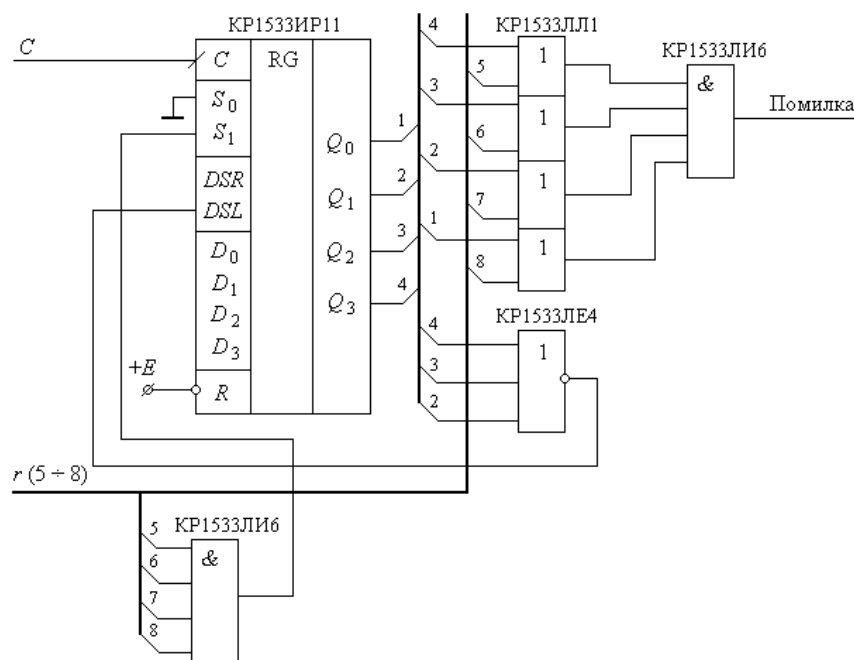 КР1533ИР11
C
C
RG
S0
S1
DSR
DSL
D0
D1
D2
D3
R
+E
Q0
Q1
Q2
Q3
1
2
3
4
4
3
2
1
5
6
7
8
КР1533ЛЛ1
1
1
1
1
КР1533ЛИ6
&
Помилка
КР1533ЛЕ4
4
3
2
1
r (5 ÷ 8)
КР1533ЛИ6
5
6
7
8
&